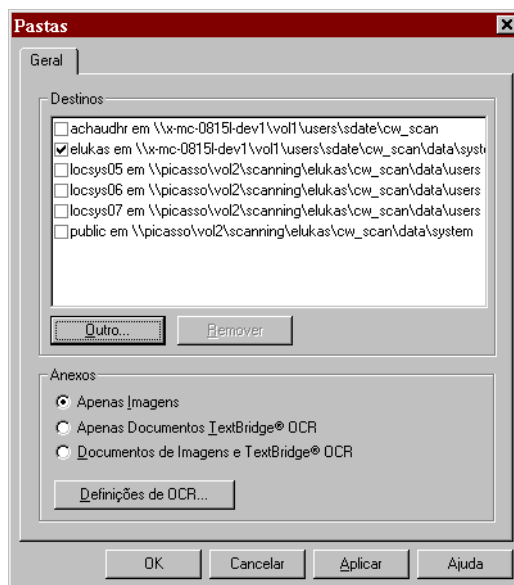 Pastas
Geral
Destinos
achaudhr em \\x-mc-0815l-dev1\vol1\users\sdate\cw_scan
elukas em \\x-mc-0815l-dev1\vol1\users\sdate\cw_scan\data\syste
locsys05 em \\picasso\vol2\scanning\elukas\cw_scan\data\users
locsys06 em \\picasso\vol2\scanning\elukas\cw_scan\data\users
locsys07 em \\picasso\vol2\scanning\elukas\cw_scan\data\users
public em \\picasso\vol2\scanning\elukas\cw_scan\data\system
Outro... Remover
Anexos
Apenas Imagens
Apenas Documentos TextBridge® OCR
Documentos de Imagens e TextBridge® OCR
Definições de OCR...
OK Cancelar Aplicar Ajuda